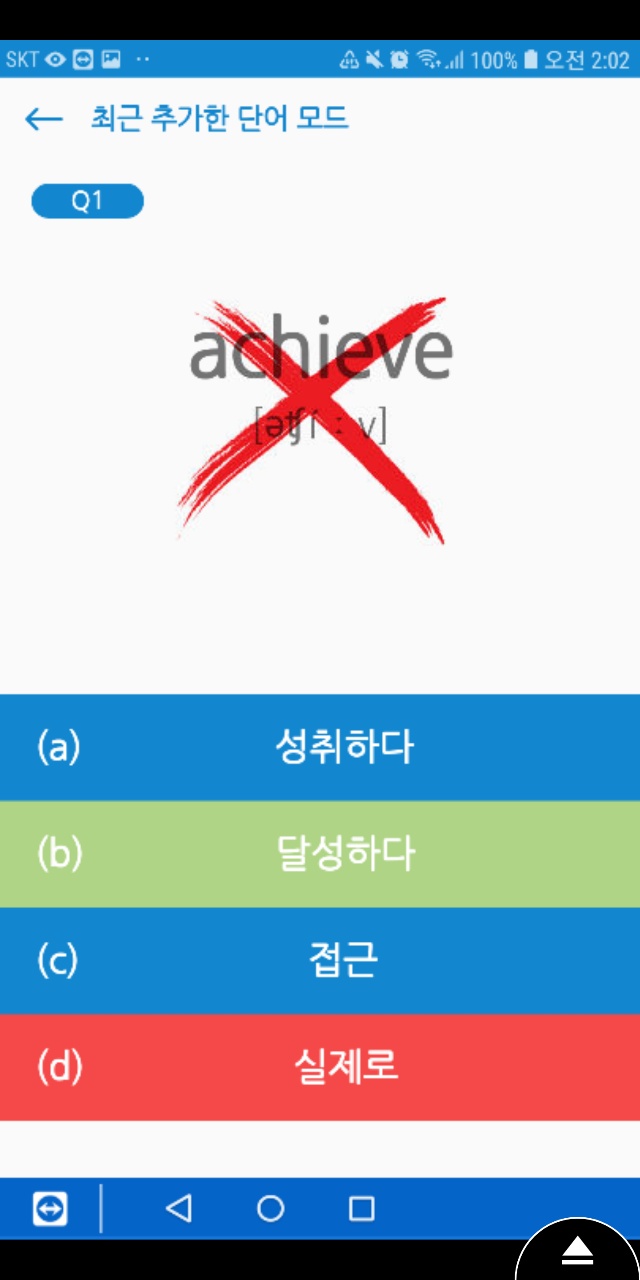 SKT 100% 오전 2:02
최근 추가한 단어 모드
Q1
achieve
[əʧíːv]
(a) 성취하다
(b) 달성하다
(c) 접근
(d) 실제로